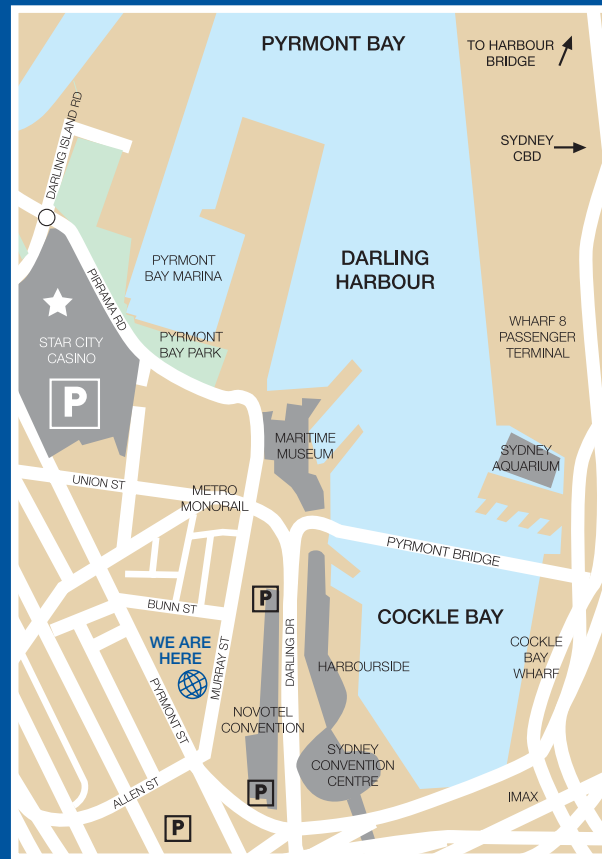 PYRMONT BAY
TO HARBOUR
BRIDGE
DARLING ISLAND RD
SYDNEY
CBD
PYRMONT
BAY MARINA
DARLING
HARBOUR
PIRRAMA RD
STAR CITY
CASINO
P
PYRMONT
BAY PARK
WHARF 8
PASSENGER
TERMINAL
MARITIME
MUSEUM
SYDNEY
AQUARIUM
UNION ST
METRO
MONORAIL
PYRMONT BRIDGE
P
BUNN ST
COCKLE BAY
WE ARE
HERE
MURRAY ST
DARLING DR
HARBOURSIDE
COCKLE
BAY
WHARF
PYRMONT ST
NOVOTEL
CONVENTION
SYDNEY
CONVENTION
CENTRE
ALLEN ST
P
IMAX
P